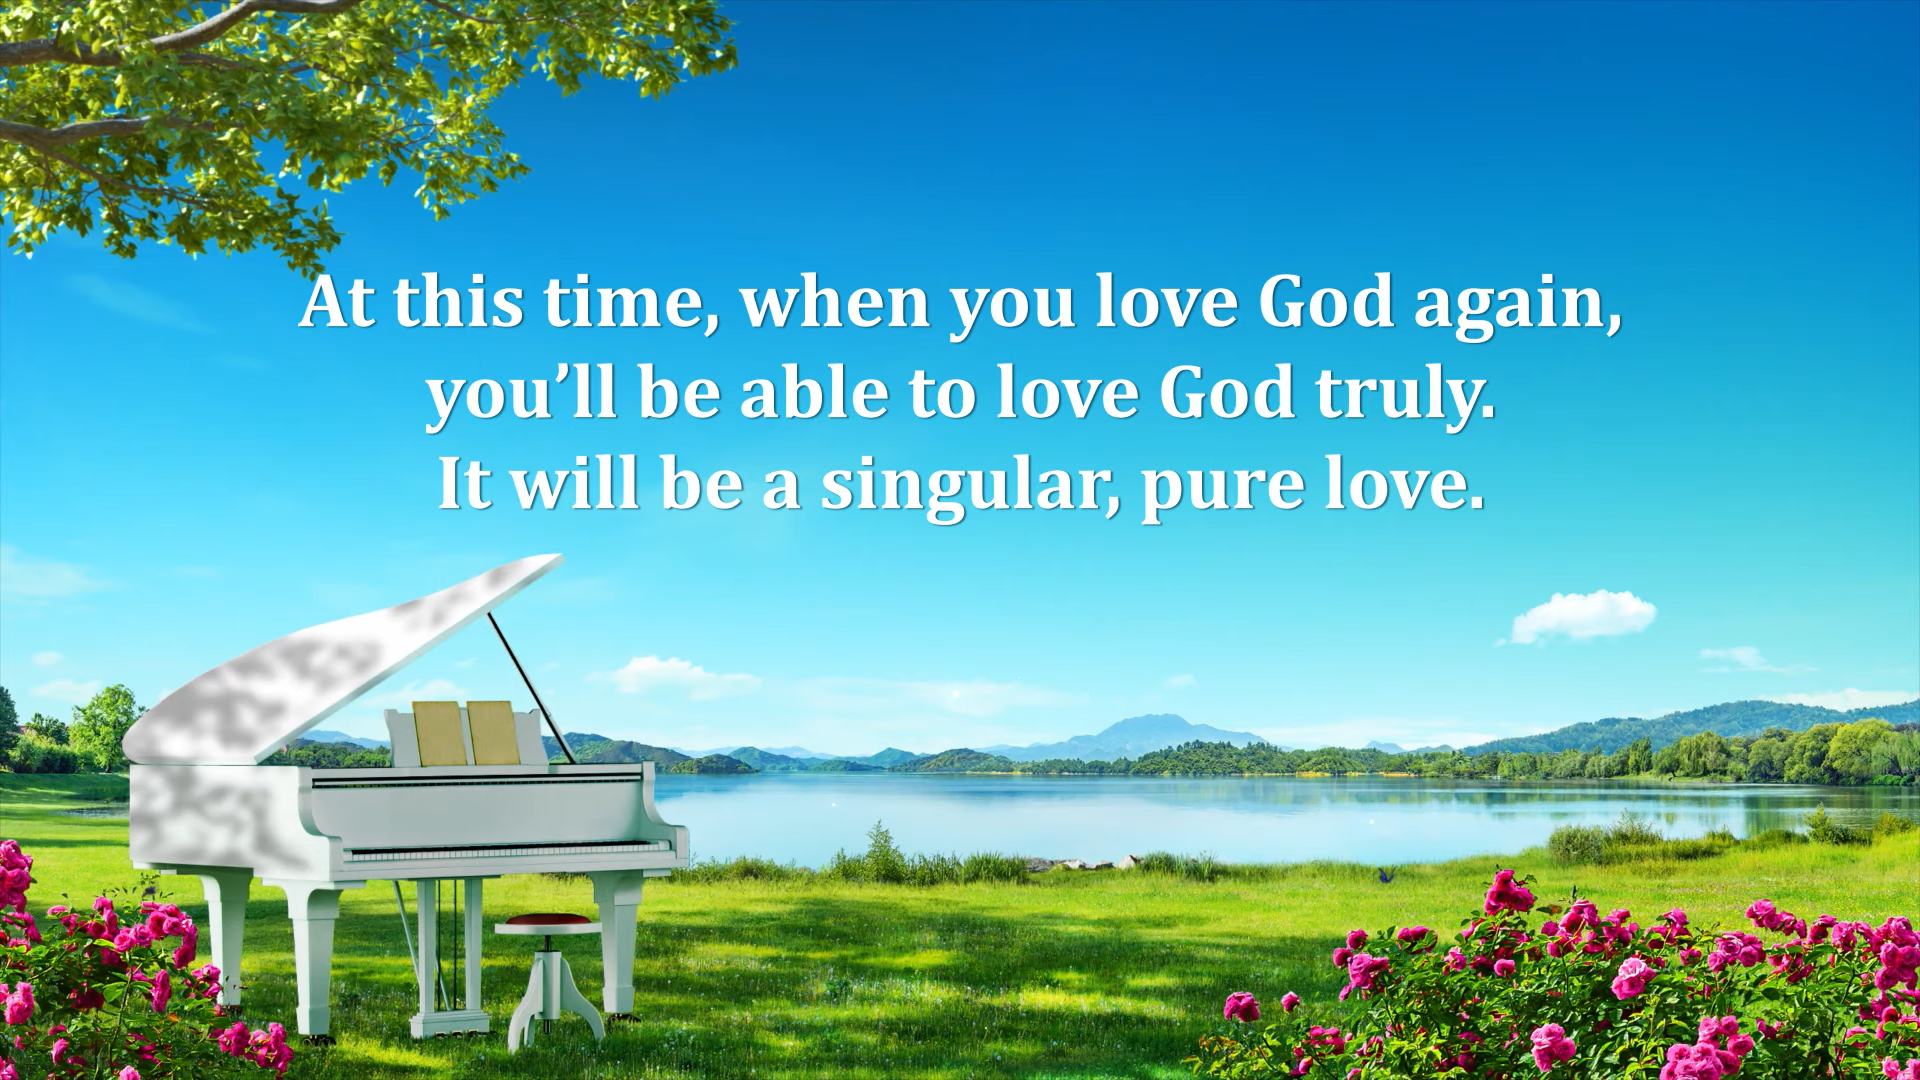 At this time, when you love God again,
you’ll be able to love God truly.
It will be a singular, pure love.